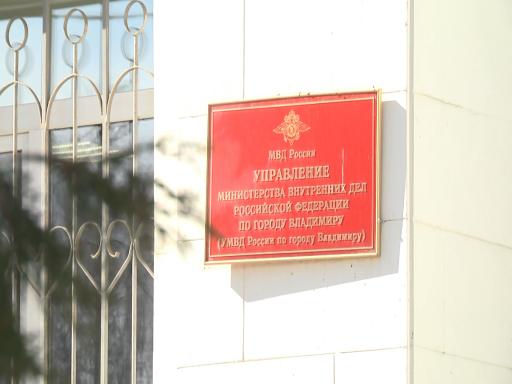 МВД России
УПРАВЛЕНИЕ
МИНИСТЕРСТВА ВНУТРЕННИХ ДЕЛ
РОССИЙСКОЙ ФЕДЕРАЦИИ
ПО ГОРОДУ ВЛАДИМИРУ
(УМВД России по городу Владимиру)